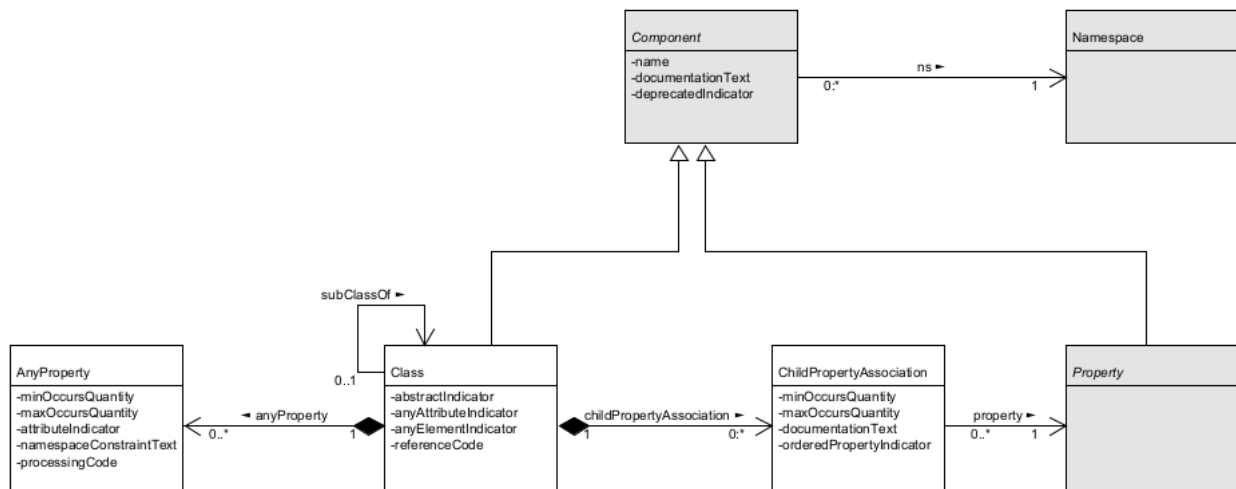 Component
-name
-documentationText
-deprecatedIndicator
ns ►
0:*
1
Namespace
subClassOf ►
0..1
AnyProperty
-minOccursQuantity
-maxOccursQuantity
-attributeIndicator
-namespaceConstraintText
-processingCode
◄ anyProperty
0..*
1
Class
-abstractIndicator
-anyAttributeIndicator
-anyElementIndicator
-referenceCode
childPropertyAssociation ►
1
0:*
ChildPropertyAssociation
-minOccursQuantity
-maxOccursQuantity
-documentationText
-orderedPropertyIndicator
property ►
0..*
1
Property